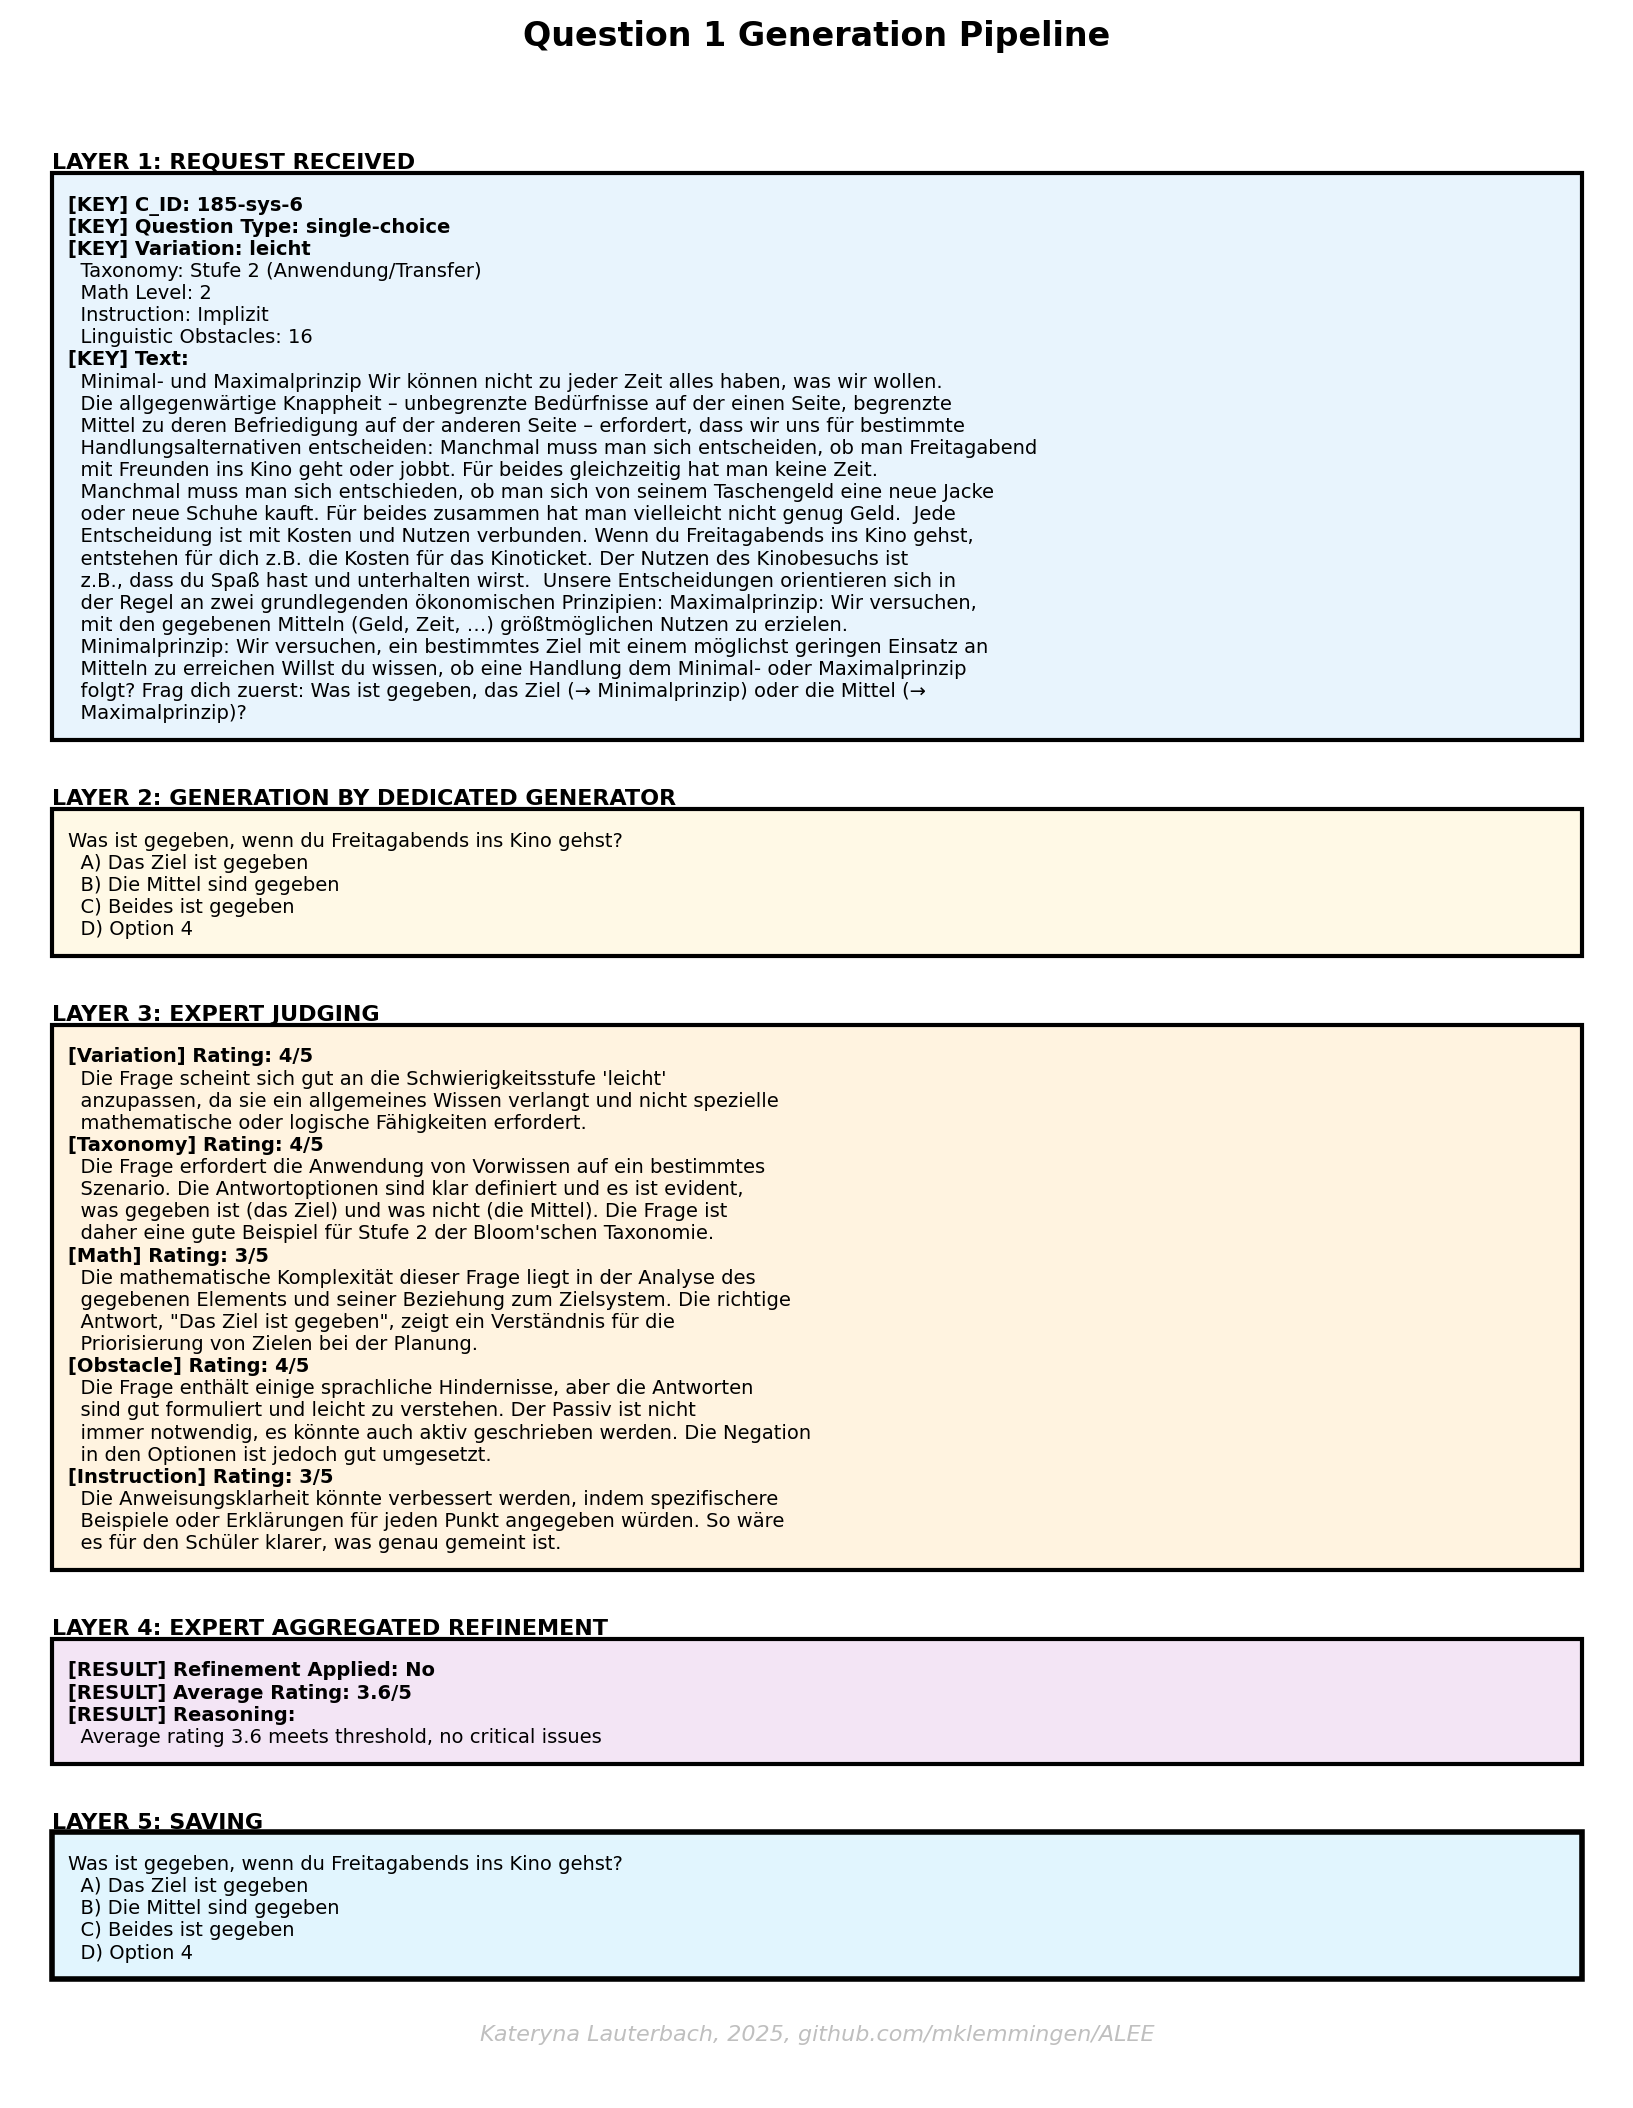 Question 1 Generation Pipeline
LAYER 1: REQUEST RECEIVED
[KEY] C_ID: 185-sys-6
[KEY] Question Type: single-choice
[KEY] Variation: leicht
Taxonomy: Stufe 2 (Anwendung/Transfer)
Math Level: 2
Instruction: Implizit
Linguistic Obstacles: 16
[KEY] Text:
Minimal- und Maximalprinzip Wir können nicht zu jeder Zeit alles haben, was wir wollen.
Die allgegenwärtige Knappheit – unbegrenzte Bedürfnisse auf der einen Seite, begrenzte
Mittel zu deren Befriedigung auf der anderen Seite – erfordert, dass wir uns für bestimmte
Handlungsalternativen entscheiden: Manchmal muss man sich entscheiden, ob man Freitagabend
mit Freunden ins Kino geht oder jobbt. Für beides gleichzeitig hat man keine Zeit.
Manchmal muss man sich entschieden, ob man sich von seinem Taschengeld eine neue Jacke
oder neue Schuhe kauft. Für beides zusammen hat man vielleicht nicht genug Geld.  Jede
Entscheidung ist mit Kosten und Nutzen verbunden. Wenn du Freitagabends ins Kino gehst,
entstehen für dich z.B. die Kosten für das Kinoticket. Der Nutzen des Kinobesuchs ist
z.B., dass du Spaß hast und unterhalten wirst.  Unsere Entscheidungen orientieren sich in
der Regel an zwei grundlegenden ökonomischen Prinzipien: Maximalprinzip: Wir versuchen,
mit den gegebenen Mitteln (Geld, Zeit, …) größtmöglichen Nutzen zu erzielen.
Minimalprinzip: Wir versuchen, ein bestimmtes Ziel mit einem möglichst geringen Einsatz an
Mitteln zu erreichen Willst du wissen, ob eine Handlung dem Minimal- oder Maximalprinzip
folgt? Frag dich zuerst: Was ist gegeben, das Ziel (→ Minimalprinzip) oder die Mittel (→
Maximalprinzip)?
LAYER 2: GENERATION BY DEDICATED GENERATOR
Was ist gegeben, wenn du Freitagabends ins Kino gehst?
A) Das Ziel ist gegeben
B) Die Mittel sind gegeben
C) Beides ist gegeben
D) Option 4
LAYER 3: EXPERT JUDGING
[Variation] Rating: 4/5
Die Frage scheint sich gut an die Schwierigkeitsstufe 'leicht'
anzupassen, da sie ein allgemeines Wissen verlangt und nicht spezielle
mathematische oder logische Fähigkeiten erfordert.
[Taxonomy] Rating: 4/5
Die Frage erfordert die Anwendung von Vorwissen auf ein bestimmtes
Szenario. Die Antwortoptionen sind klar definiert und es ist evident,
was gegeben ist (das Ziel) und was nicht (die Mittel). Die Frage ist
daher eine gute Beispiel für Stufe 2 der Bloom'schen Taxonomie.
[Math] Rating: 3/5
Die mathematische Komplexität dieser Frage liegt in der Analyse des
gegebenen Elements und seiner Beziehung zum Zielsystem. Die richtige
Antwort, "Das Ziel ist gegeben", zeigt ein Verständnis für die
Priorisierung von Zielen bei der Planung.
[Obstacle] Rating: 4/5
Die Frage enthält einige sprachliche Hindernisse, aber die Antworten
sind gut formuliert und leicht zu verstehen. Der Passiv ist nicht
immer notwendig, es könnte auch aktiv geschrieben werden. Die Negation
in den Optionen ist jedoch gut umgesetzt.
[Instruction] Rating: 3/5
Die Anweisungsklarheit könnte verbessert werden, indem spezifischere
Beispiele oder Erklärungen für jeden Punkt angegeben würden. So wäre
es für den Schüler klarer, was genau gemeint ist.
LAYER 4: EXPERT AGGREGATED REFINEMENT
[RESULT] Refinement Applied: No
[RESULT] Average Rating: 3.6/5
[RESULT] Reasoning:
Average rating 3.6 meets threshold, no critical issues
LAYER 5: SAVING
Was ist gegeben, wenn du Freitagabends ins Kino gehst?
A) Das Ziel ist gegeben
B) Die Mittel sind gegeben
C) Beides ist gegeben
D) Option 4
Kateryna Lauterbach, 2025, github.com/mklemmingen/ALEE